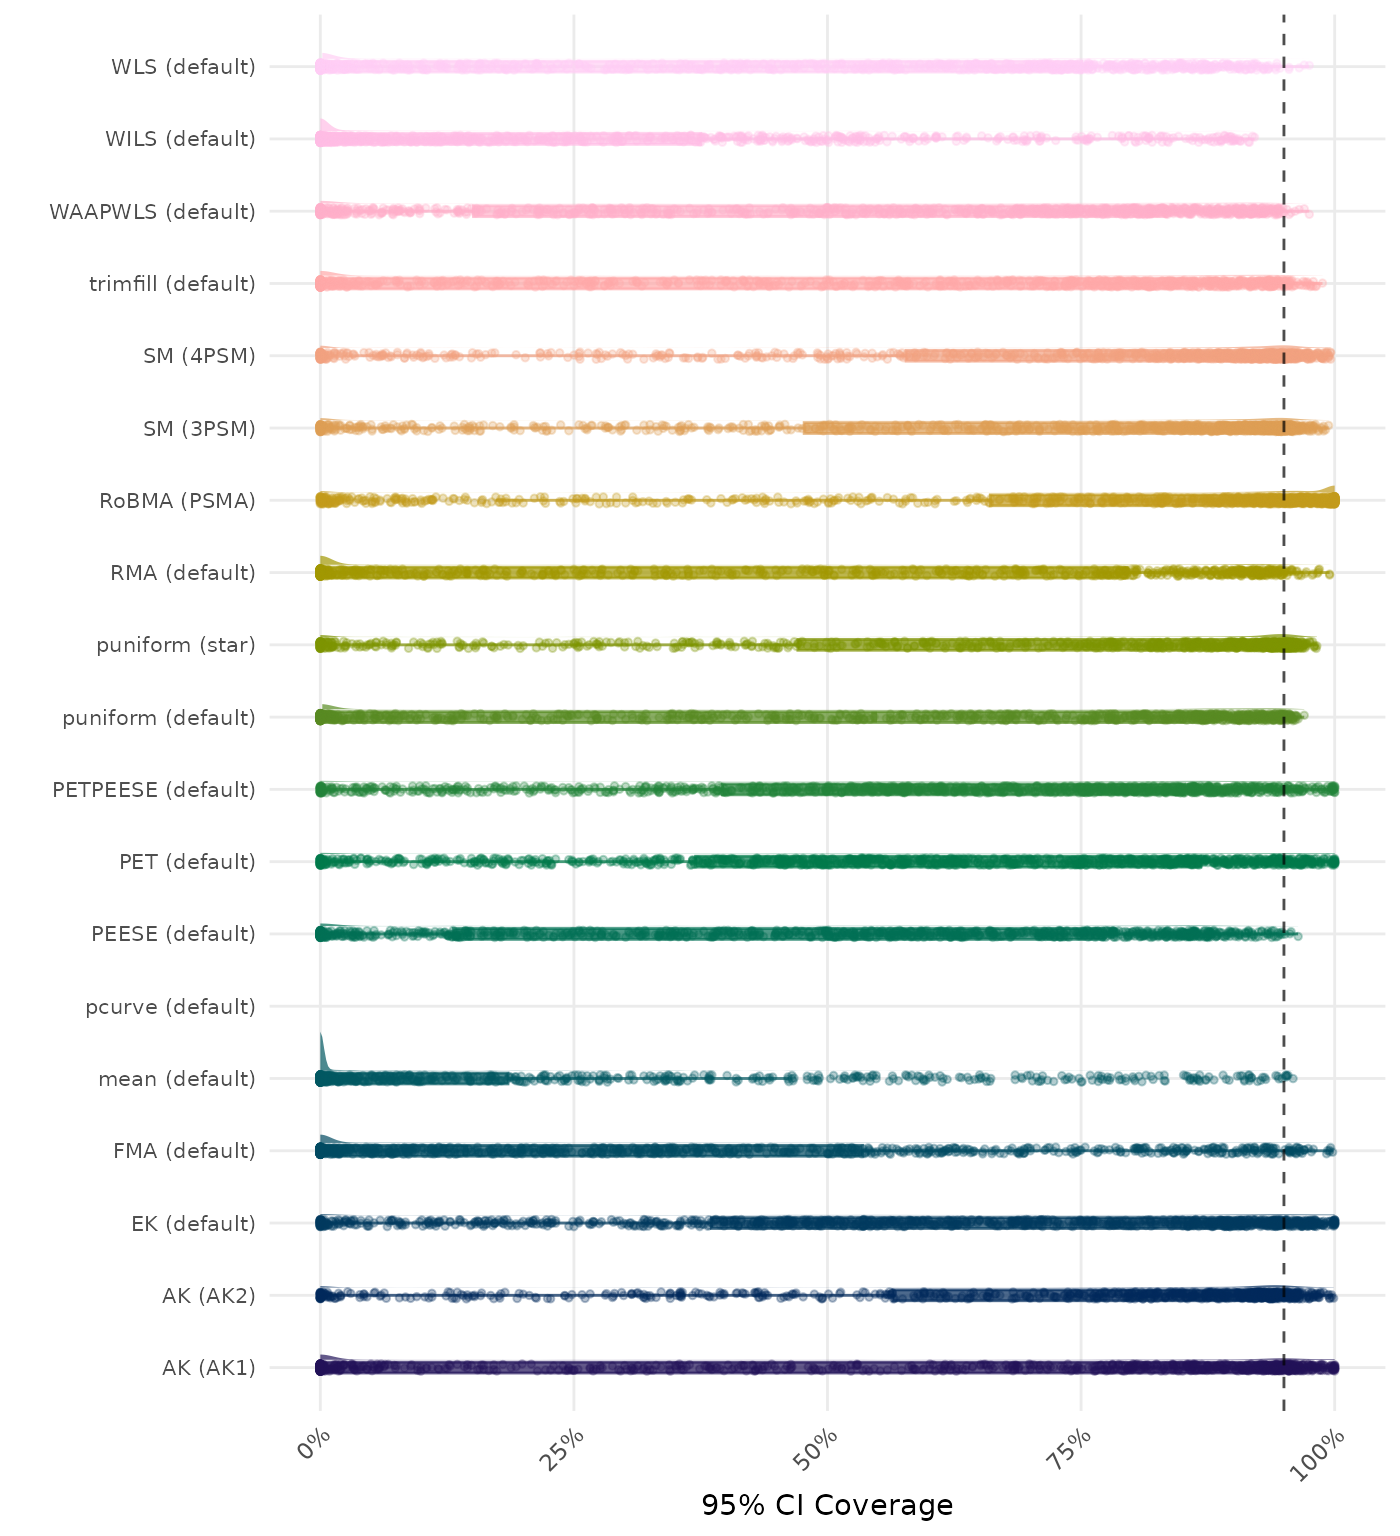 WLS (default)
WILS (default)
WAAPWLS (default)
trimfill (default)
SM (4PSM)
SM (3PSM)
RoBMA (PSMA)
RMA (default)
puniform (star)
puniform (default)
PETPEESE (default)
PET (default)
PEESE (default)
pcurve (default)
mean (default)
FMA (default)
EK (default)
AK (AK2)
AK (AK1)
0% 25% 50% 75% 100%
95% CI Coverage